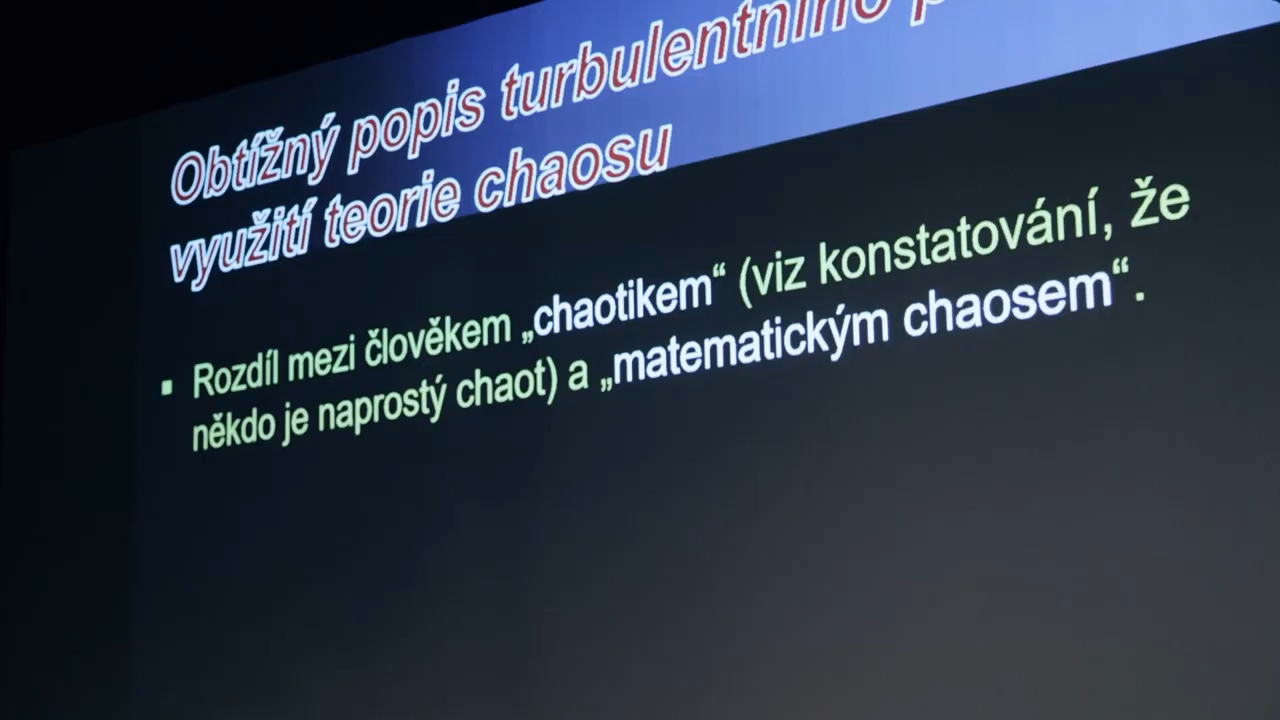 Obtížný popis turbulentního
využití teorie chaosu
▪ Rozdíl mezi člověkem „chaotikem“ (viz konstatování, že
někdo je naprostý chaot) a „matematickým chaosem“.